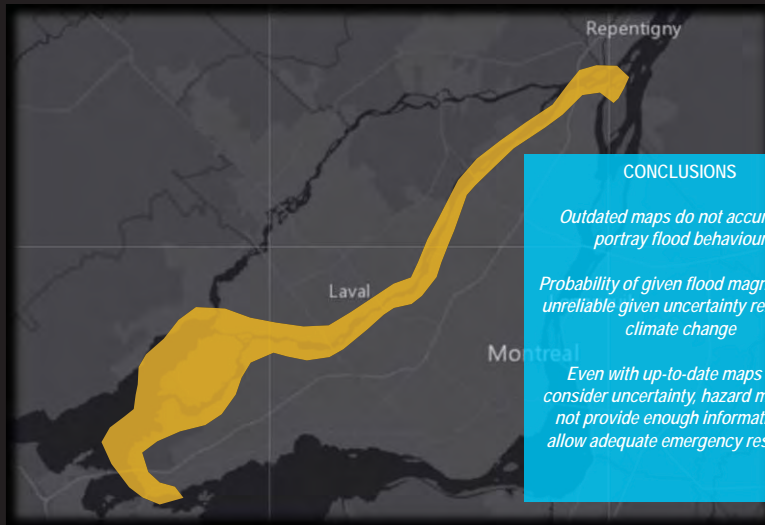 Repentigny
Laval
Montreal
CONCLUSIONS
Outdated maps do not accur
portray flood behaviour
Probability of given flood magn
unreliable given uncertainty re
climate change
Even with up-to-date maps
consider uncertainty, hazard m
not provide enough informat
allow adequate emergency res